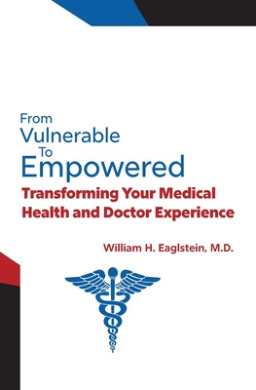 From
Vulnerable
To
Empowered
Transforming Your Medical
Health and Doctor Experience
William H. Eaglstein, M.D.